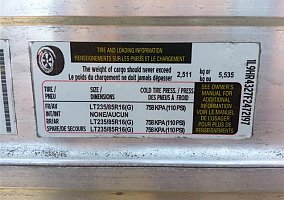 TIRE AND LOADING INFORMATION
RENSEIGNEMENTS SUR LES PNEUS ET LE CHARGEMENT
The weight of cargo should never exceed
Le poids du chargement ne doit jamais dépasser
2,511 kg or kg ou 5,535 lb. lb.
TIRE / PNEU
SIZE / DIMENSIONS
COLD TIRE PRESS. / PRESS. DES PNEUS À FROID
FR/AV LT235/85R16(G) 758 KPA (110 PSI)
INT/INT NONE/AUCUN
RR/AR LT235/85R16(G) 758 KPA (110 PSI)
SPARE/DE SECOURS LT235/85R16(G) 758 KPA (110 PSI)
SEE OWNER'S
MANUAL FOR
ADDITIONAL
INFORMATION
VOIR LE MANUEL
DE L'USAGER
POUR PLUS DE
RENSEIGNEMENTS